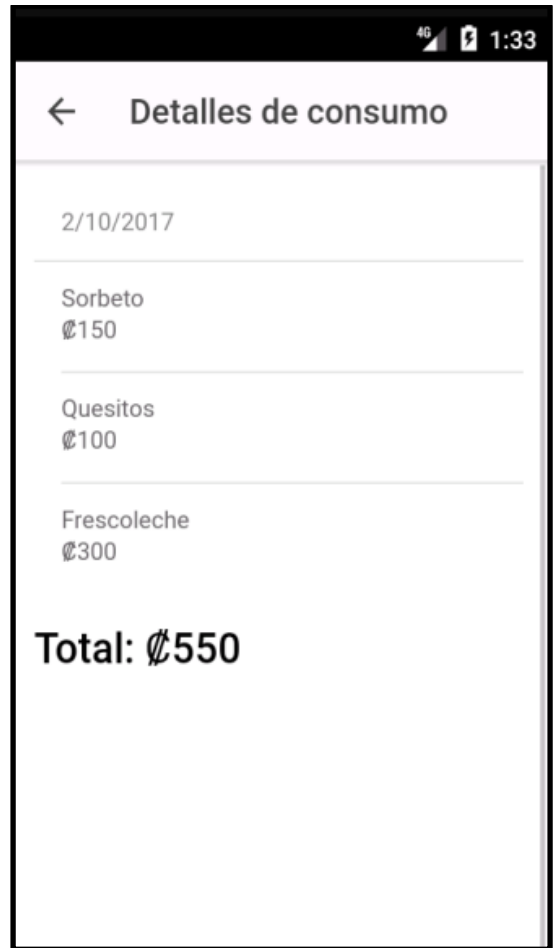 4G 1:33
Detalles de consumo
2/10/2017
Sorbeto
₡150
Quesitos
₡100
Frescoleche
₡300
Total: ₡550